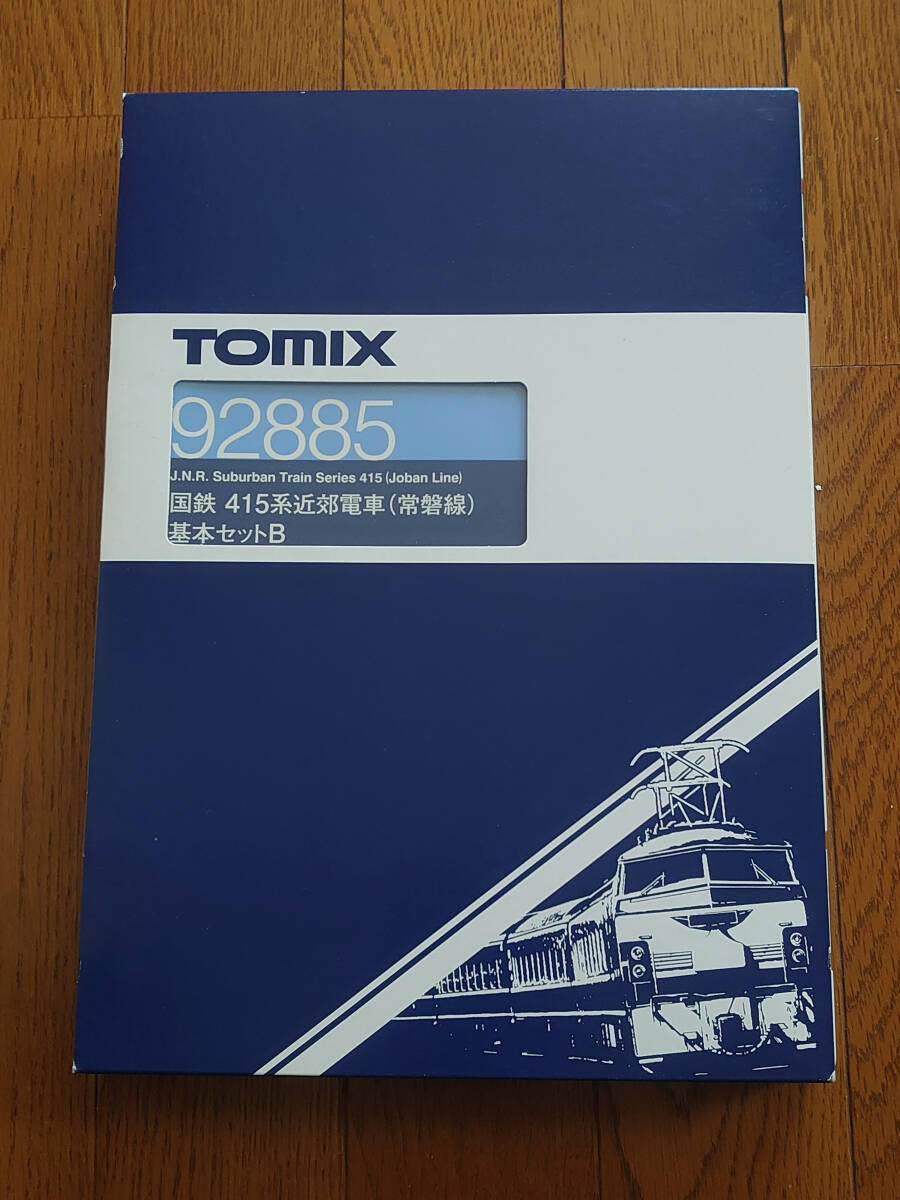 TOMIX
92885
J.N.R. Suburban Train Series 415 (Joban Line)
国鉄 415系近郊電車(常磐線)
基本セットB